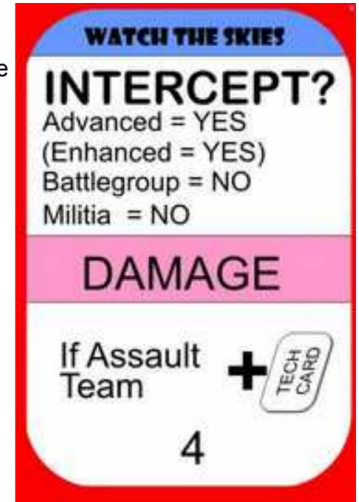 e
WATCH THE SKIES
INTERCEPT?
Advanced = YES
(Enhanced = YES)
Battlegroup = NO
Militia = NO
DAMAGE
If Assault
Team
+
TECH
CARD
4